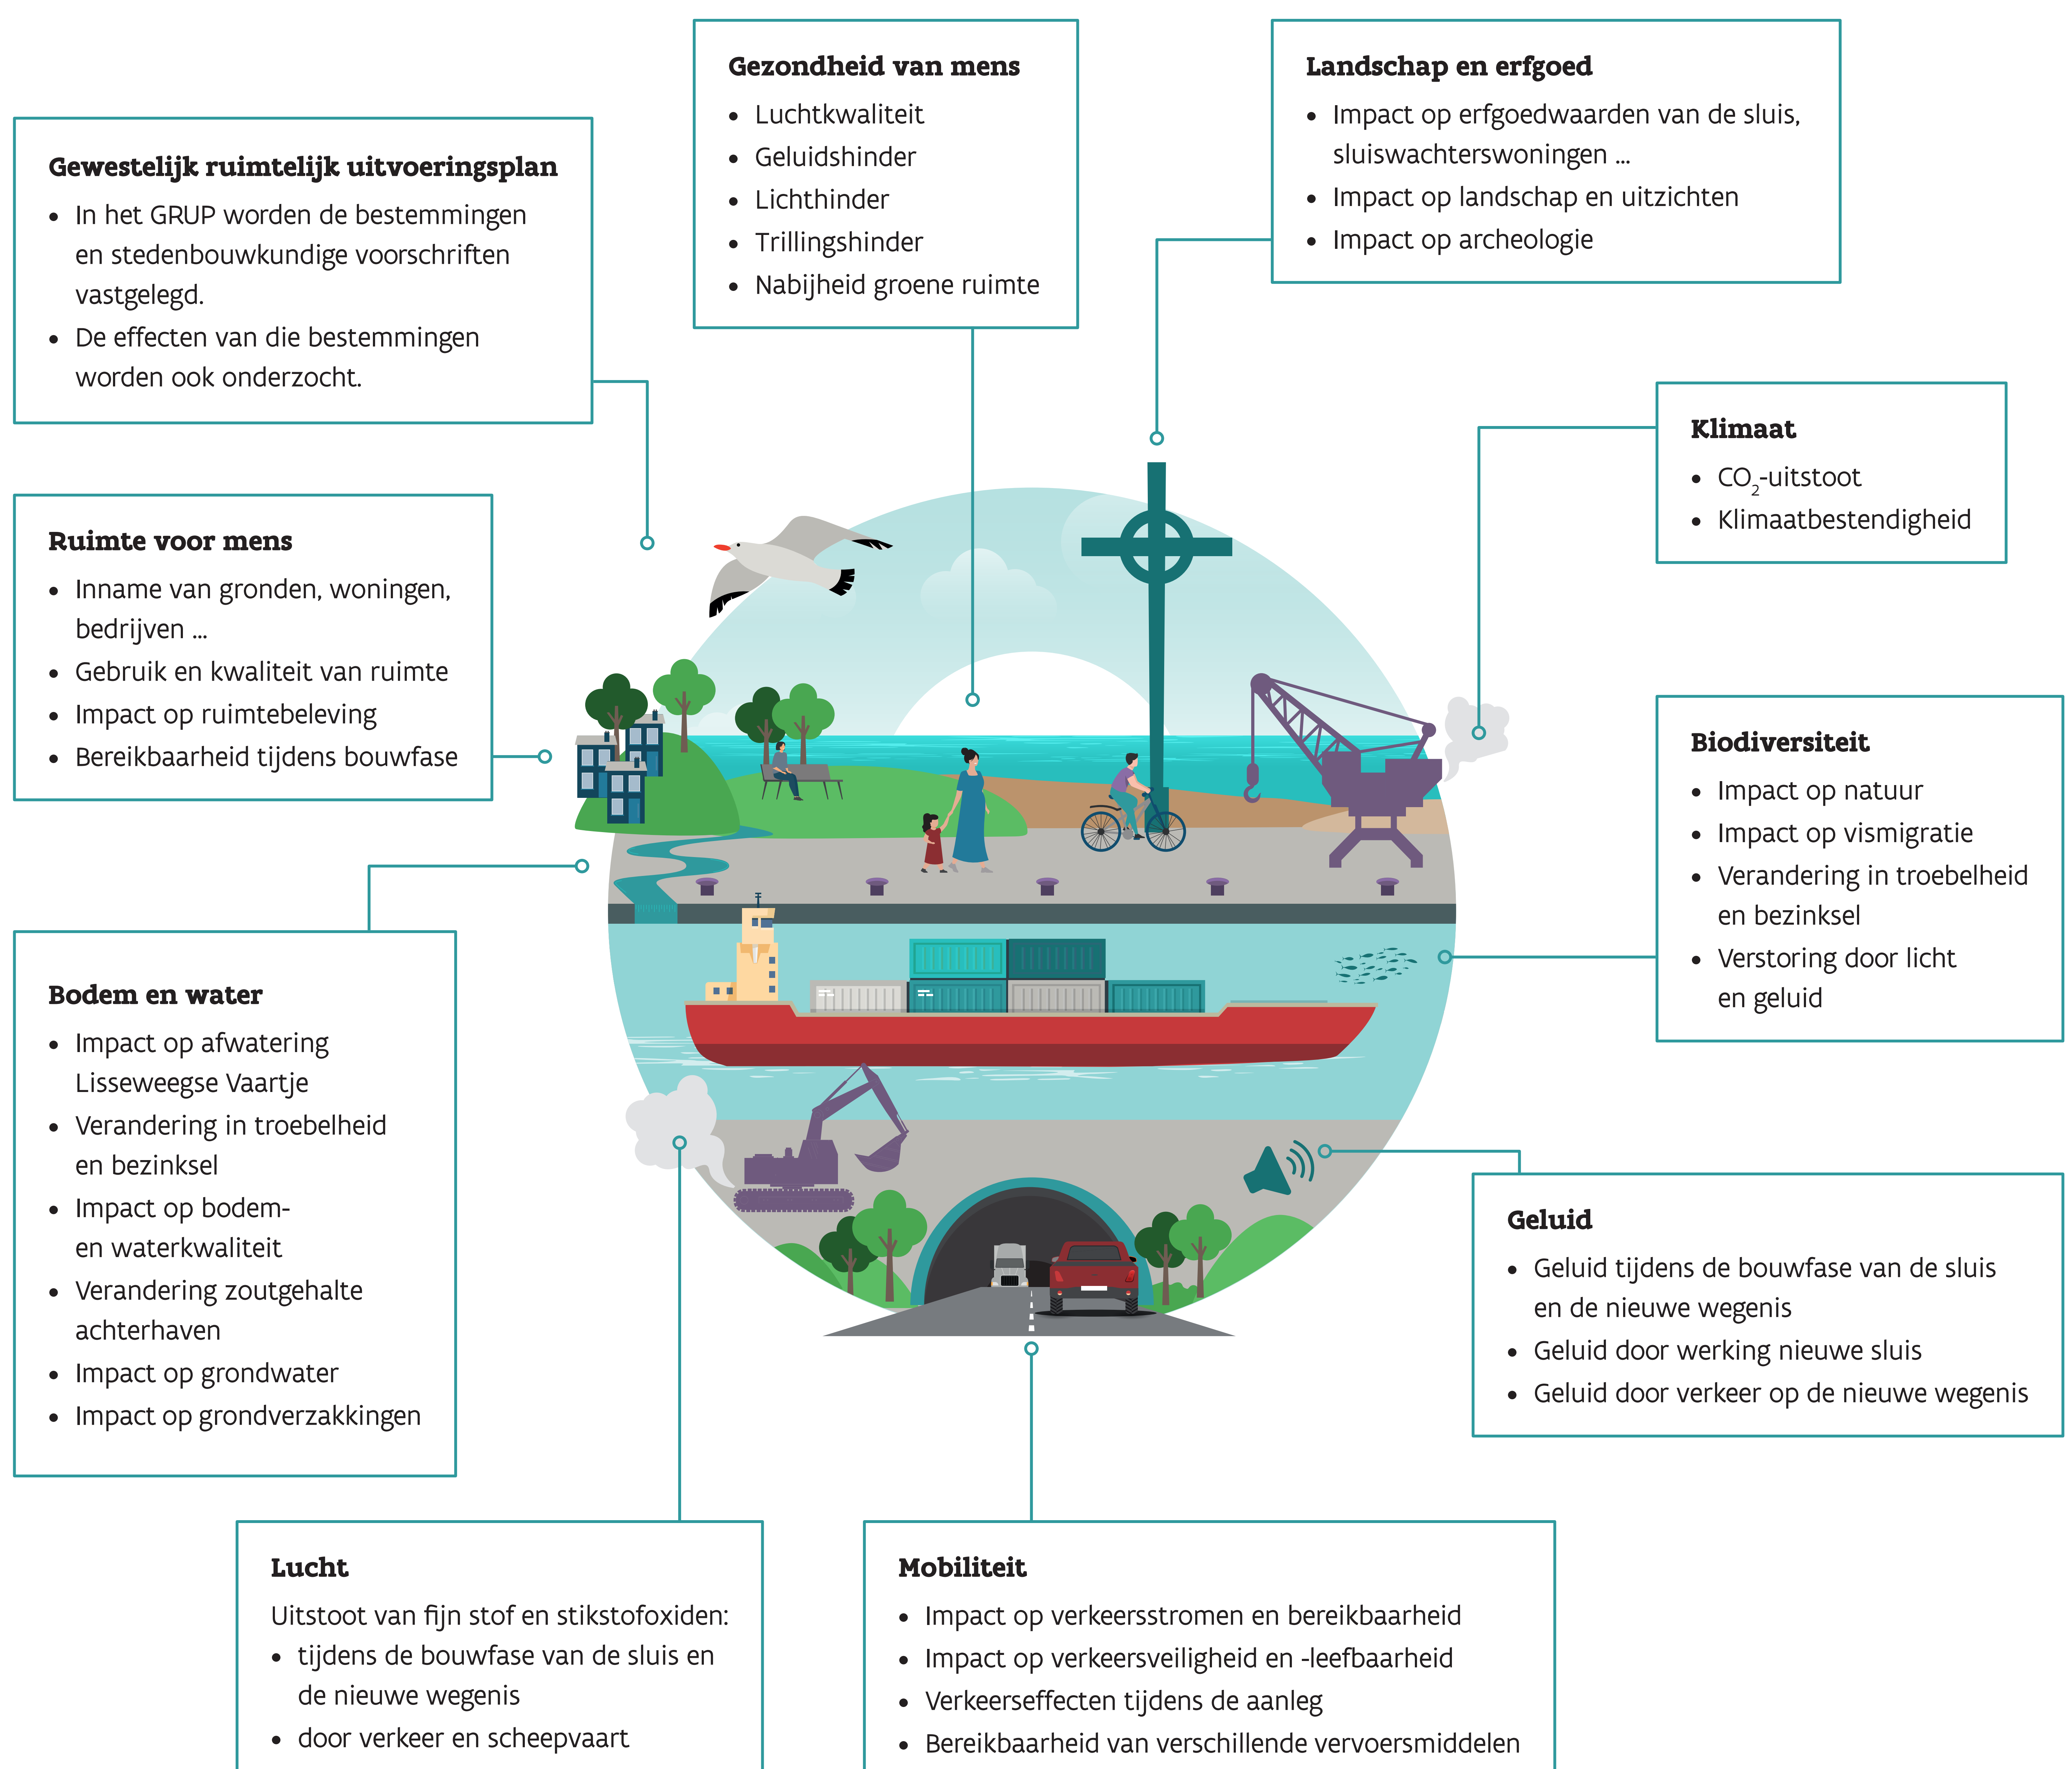 Gezondheid van mens
• Luchtkwaliteit
• Geluidshinder
• Lichthinder
• Trillingshinder
• Nabijheid groene ruimte
Landschap en erfgoed
• Impact op erfgoedwaarden van de sluis,
sluiswachterswoningen ...
• Impact op landschap en uitzichten
• Impact op archeologie
Gewestelijk ruimtelijk uitvoeringsplan
• In het GRUP worden de bestemmingen
en stedenbouwkundige voorschriften
vastgelegd.
• De effecten van die bestemmingen
worden ook onderzocht.
Klimaat
• CO₂-uitstoot
• Klimaatbestendigheid
Ruimte voor mens
• Inname van gronden, woningen,
bedrijven ...
• Gebruik en kwaliteit van ruimte
• Impact op ruimtebeleving
• Bereikbaarheid tijdens bouwfase
Biodiversiteit
• Impact op natuur
• Impact op vismigratie
• Verandering in troebelheid
en bezinksel
• Verstoring door licht
en geluid
Bodem en water
• Impact op afwatering
Lisseweegse Vaartje
• Verandering in troebelheid
en bezinksel
• Impact op bodem-
en waterkwaliteit
• Verandering zoutgehalte
achterhaven
• Impact op grondwater
• Impact op grondverzakkingen
Geluid
• Geluid tijdens de bouwfase van de sluis
en de nieuwe wegenis
• Geluid door werking nieuwe sluis
• Geluid door verkeer op de nieuwe wegenis
Lucht
Uitstoot van fijn stof en stikstofoxiden:
• tijdens de bouwfase van de sluis en
de nieuwe wegenis
• door verkeer en scheepvaart
Mobiliteit
• Impact op verkeersstromen en bereikbaarheid
• Impact op verkeersveiligheid en -leefbaarheid
• Verkeerseffecten tijdens de aanleg
• Bereikbaarheid van verschillende vervoersmiddelen